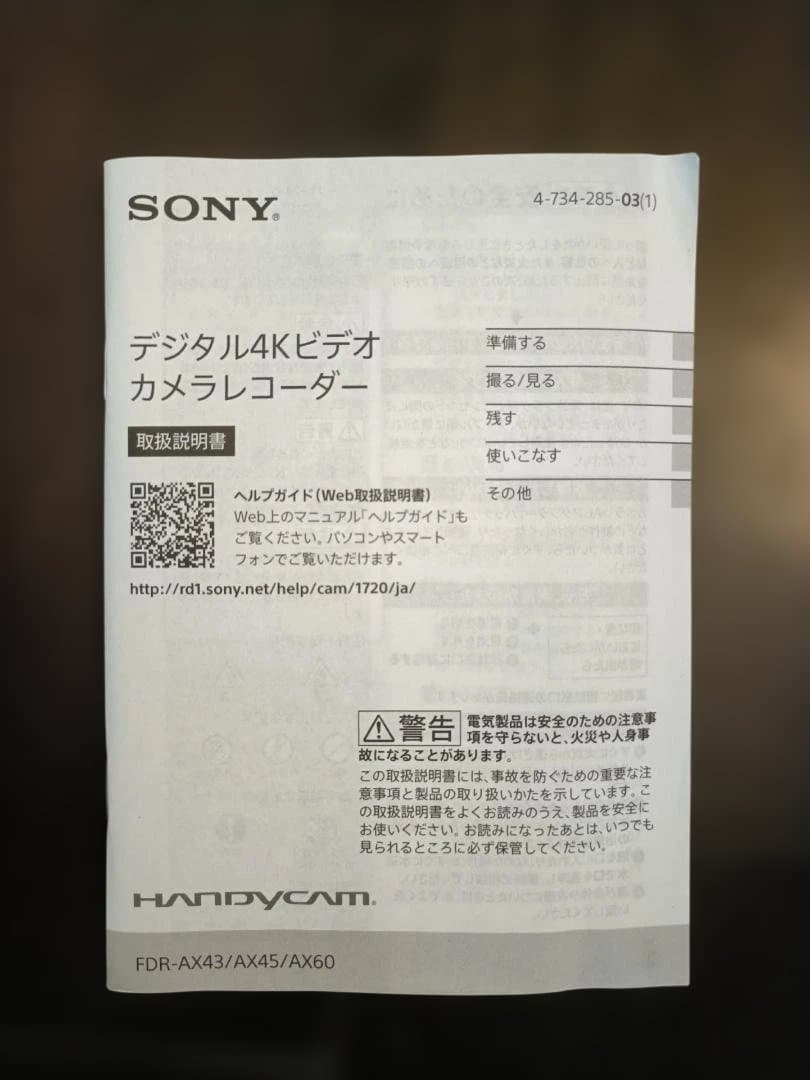 SONY®
4-734-285-03(1)
デジタル4Kビデオ
カメラレコーダー
取扱説明書
準備する
撮る/見る
残す
使いこなす
その他
ヘルプガイド(Web取扱説明書)
Web上のマニュアル「ヘルプガイド」も
ご覧ください。パソコンやスマート
フォンでご覧いただけます。
http://rd1.sony.net/help/cam/1720/ja/
警告 電気製品は安全のための注意事
項を守らないと、火災や人身事
故になることがあります。
この取扱説明書には、事故を防ぐための重要な注
意事項と製品の取り扱いかたを示しています。こ
の取扱説明書をよくお読みのうえ、製品を安全に
お使いください。お読みになったあとは、いつでも
見られるところに必ず保管してください。
HANDYCAM®
FDR-AX43/AX45/AX60